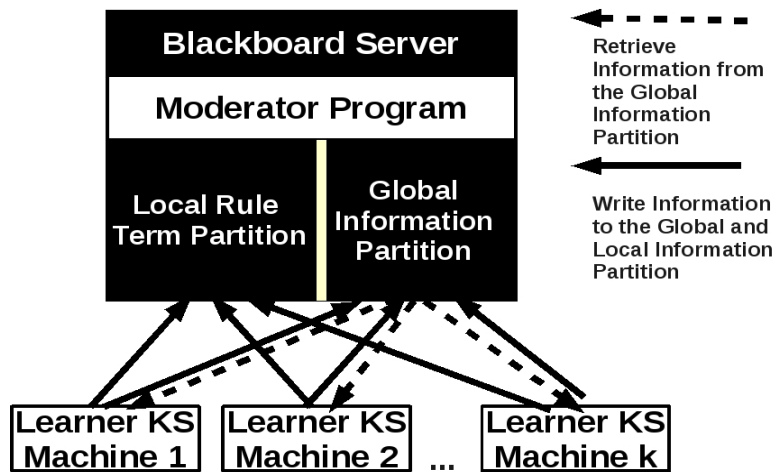 Blackboard Server
Moderator Program
Local Rule
Term Partition
Global
Information
Partition
Retrieve
Information from
the Global
Information
Partition
Write Information
to the Global and
Local Information
Partition
Learner KS
Machine 1
Learner KS
Machine 2
...
Learner KS
Machine k